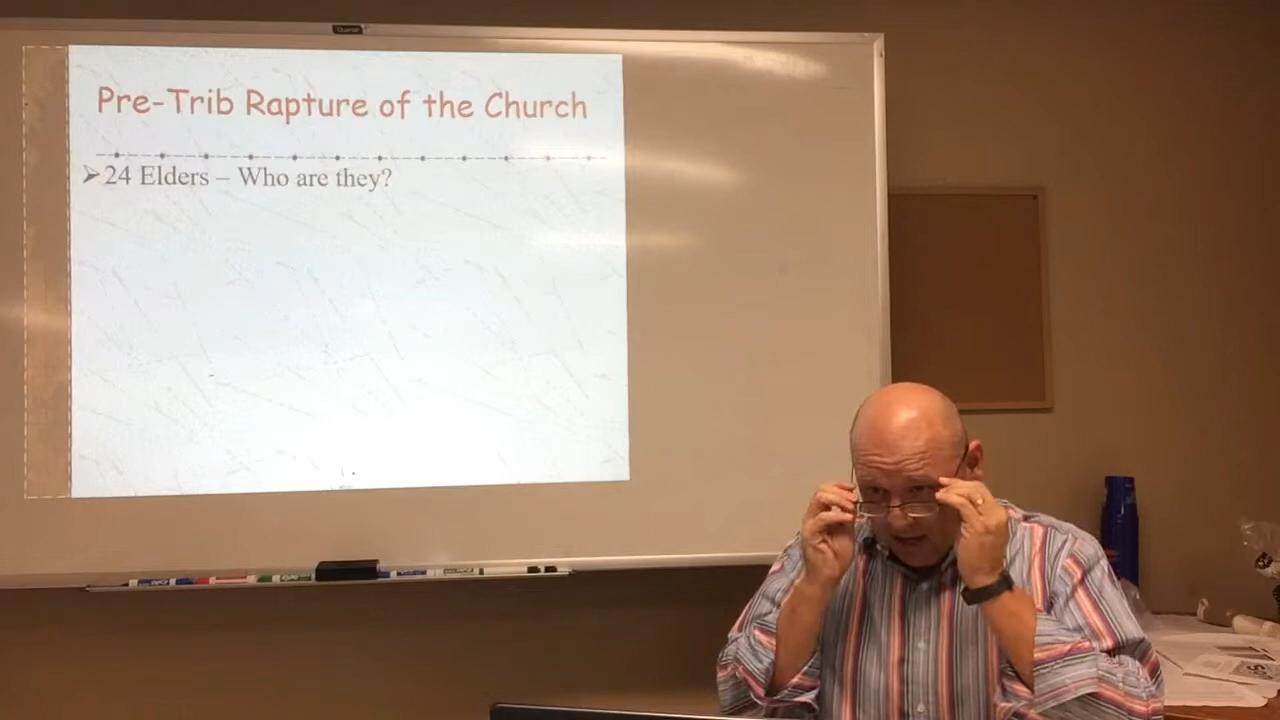 Pre-Trib Rapture of the Church
➢24 Elders – Who are they?